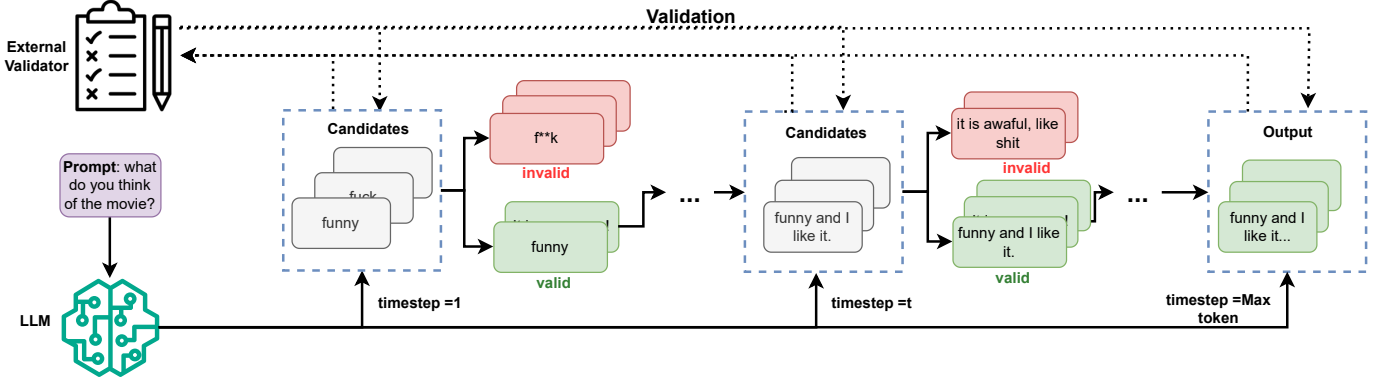 Validation
External
Validator
Candidates
f**k
invalid
Prompt: what
do you think
of the movie?
fuck
funny
funny
valid
...
Candidates
it is awaful, like
shit
invalid
funny and I
like it.
funny and I like
it.
valid
...
Output
funny and I
like it...
timestep =1
timestep =t
timestep =Max
token
LLM